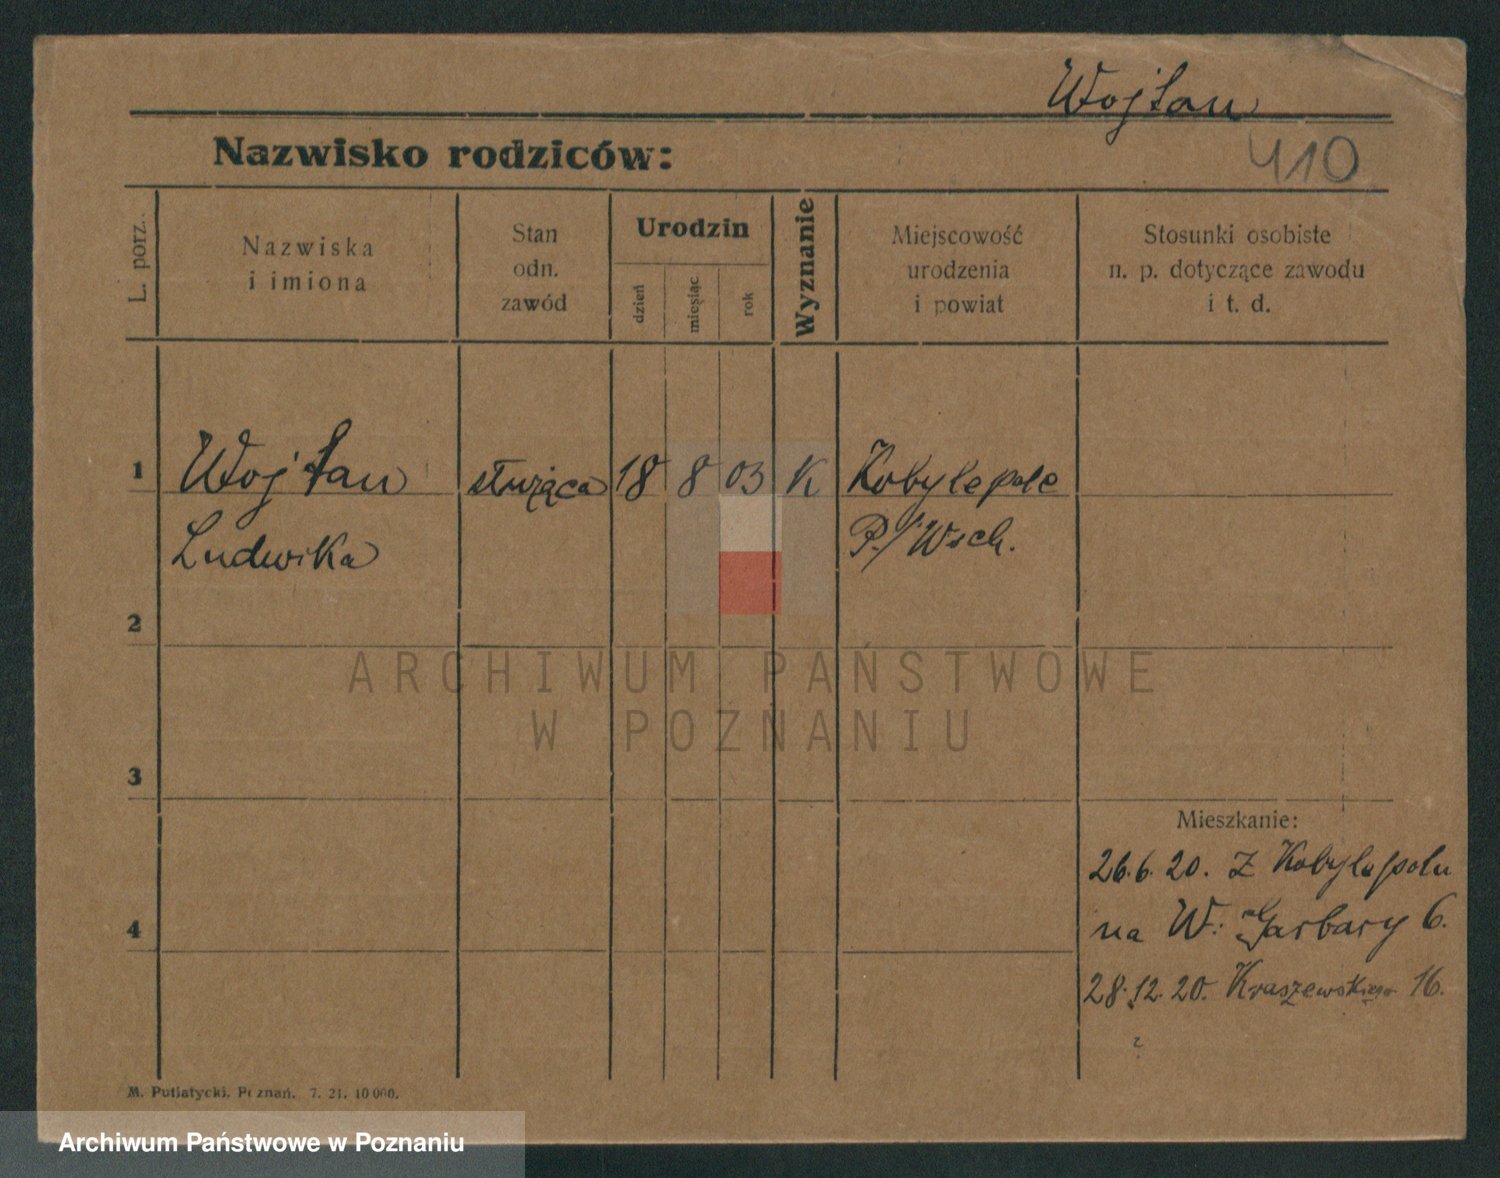 Wojtan
410
Nazwisko rodziców:
L. porz.
Nazwiska
i imiona
Stan
odn.
zawód
Urodzin
dzień
miesiąc
rok
Wyznanie
Miejscowość
urodzenia
i powiat
Stosunki osobiste
n. p. dotyczące zawodu
i t. d.
1
Wojtan
Ludwika
służąca
18
8
03
K
Kobylepole
P./Wsch.
2
3
4
Mieszkanie:
26.6.20. z Kobylepola
na W. Garbary 6.
28.12.20. Kraszewskiego 16.
M. Putiatycki. Poznań. 7. 21. 10 000.
ARCHIWUM PAŃSTWOWE
W POZNANIU
Archiwum Państwowe w Poznaniu